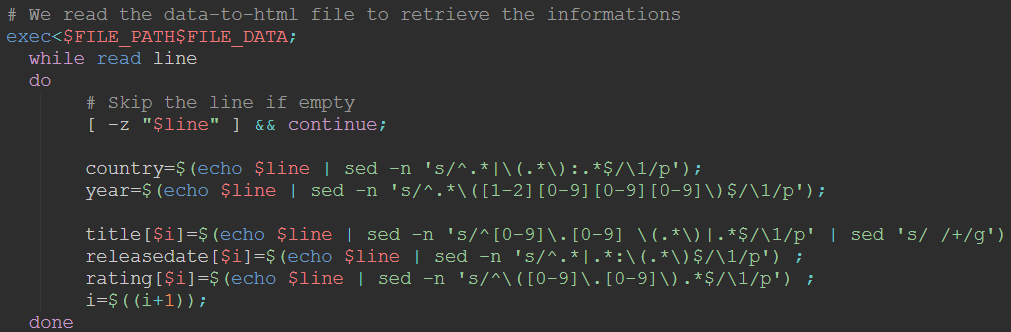 # We read the data-to-html file to retrieve the informations
exec<$FILE_PATH$FILE_DATA;
while read line
do
# Skip the line if empty
[ -z "$line" ] && continue;
country=$(echo $line | sed -n 's/^.*|\(.*\):.*$/\1/p');
year=$(echo $line | sed -n 's/^.*\([1-2][0-9][0-9][0-9]\)$/\1/p');
title[$i]=$(echo $line | sed -n 's/^[0-9]\.[0-9] \(.*\)|.*$/\1/p' | sed 's/ /+/g')
releasedate[$i]=$(echo $line | sed -n 's/^.*|.*:\(.*\)$/\1/p') ;
rating[$i]=$(echo $line | sed -n 's/^\([0-9]\.[0-9]\).*$/\1/p') ;
i=$((i+1));
done